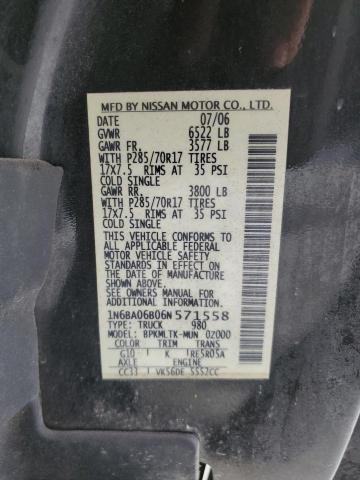 MFD BY NISSAN MOTOR CO., LTD.
DATE 07/06
GVWR 6522 LB
GAWR FR. 3577 LB
WITH P285/70R17 TIRES
17X7.5 RIMS AT 35 PSI
COLD SINGLE
GAWR RR. 3800 LB
WITH P285/70R17 TIRES
17X7.5 RIMS AT 35 PSI
COLD SINGLE
THIS VEHICLE CONFORMS TO
ALL APPLICABLE FEDERAL
MOTOR VEHICLE SAFETY
STANDARDS IN EFFECT ON
THE DATE OF MANUFACTURE
SHOWN ABOVE.
SEE OWNER'S MANUAL FOR
ADDITIONAL INFORMATION.
1N6BA06B06N571558
TYPE: TRUCK 980
MODEL: BPKMLTK-MUN 02000
COLOR TRIM TRANS
G10 K RE5R05A
AXLE ENGINE
CC33 VK56DE 5552CC